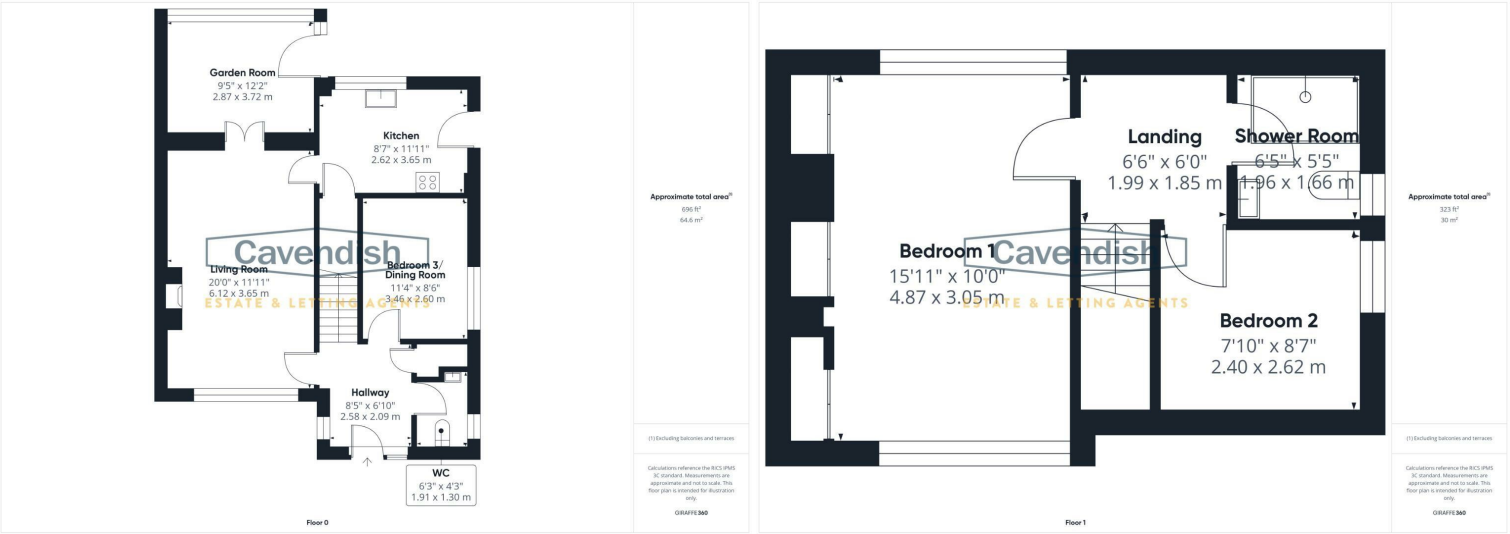 Garden Room
9'5" x 12'2"
2.87 x 3.72 m
Kitchen
8'7" x 11'11"
2.62 x 3.65 m
Cavendish
ESTATE & LETTING AGENTS
Living Room
20'0" x 11'11"
6.12 x 3.65 m
Bedroom 3/
Dining Room
11'4" x 8'6"
3.46 x 2.60 m
Hallway
8'5" x 6'10"
2.58 x 2.09 m
WC
6'3" x 4'3"
1.91 x 1.30 m
Floor 0
Approximate total area(1)
696 ft²
64.6 m²
(1) Excluding balconies and terraces
Calculations reference the RICS IPMS
3C standard. Measurements are
approximate and not to scale. This
floor plan is intended for illustration
only.
GIRAFFE360
Landing
6'6" x 6'0"
1.99 x 1.85 m
Shower Room
6'5" x 5'5"
1.96 x 1.66 m
Bedroom 1
15'11" x 10'0"
4.87 x 3.05 m
Cavendish
ESTATE & LETTING AGENTS
Bedroom 2
7'10" x 8'7"
2.40 x 2.62 m
Floor 1
Approximate total area(1)
323 ft²
30 m²
(1) Excluding balconies and terraces
Calculations reference the RICS IPMS
3C standard. Measurements are
approximate and not to scale. This
floor plan is intended for illustration
only.
GIRAFFE360